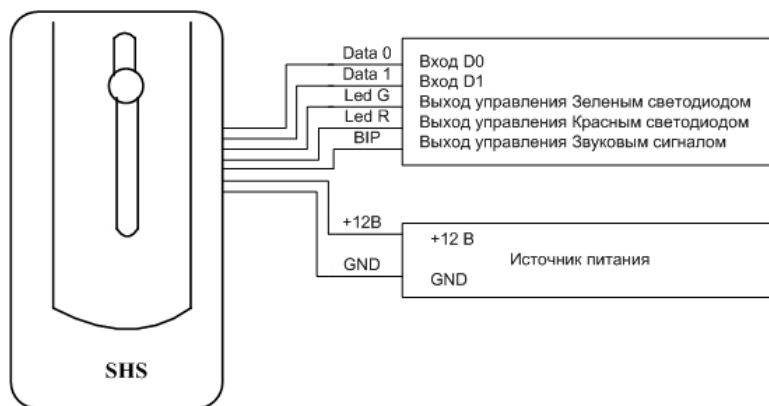 Data 0
Data 1
Led G
Led R
BIP
Вход D0
Вход D1
Выход управления Зеленым светодиодом
Выход управления Красным светодиодом
Выход управления Звуковым сигналом
+12В
GND
+12 В
Источник питания
GND
SHS